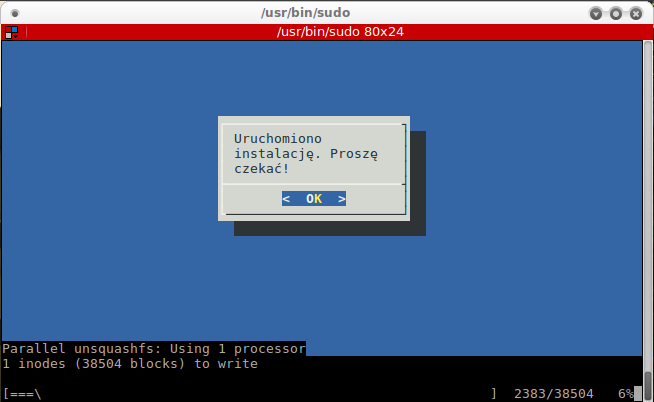 /usr/bin/sudo
/usr/bin/sudo 80x24
Uruchomiono
instalację. Proszę
czekać!
< OK >
Parallel unsquashfs: Using 1 processor
1 inodes (38504 blocks) to write
[===\ ] 2383/38504 6%